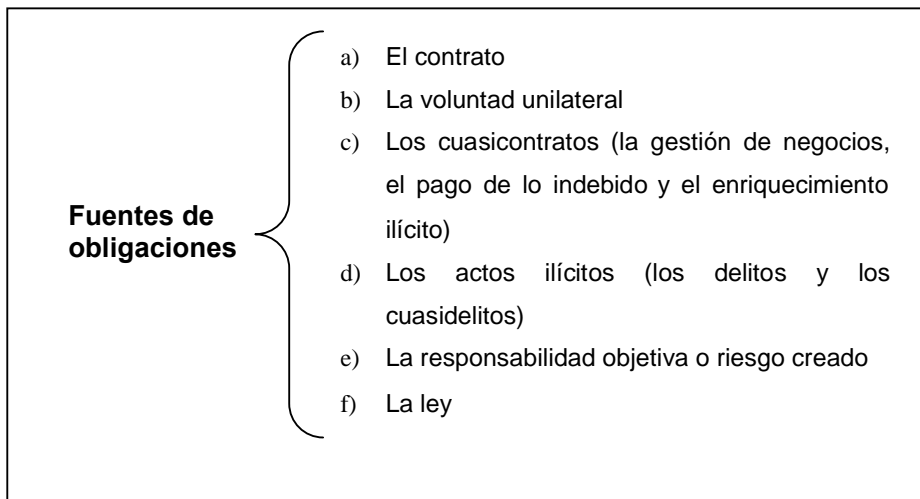 Fuentes de
obligaciones
a) El contrato
b) La voluntad unilateral
c) Los cuasicontratos (la gestión de negocios,
el pago de lo indebido y el enriquecimiento
ilícito)
d) Los actos ilícitos (los delitos y los
cuasidelitos)
e) La responsabilidad objetiva o riesgo creado
f) La ley